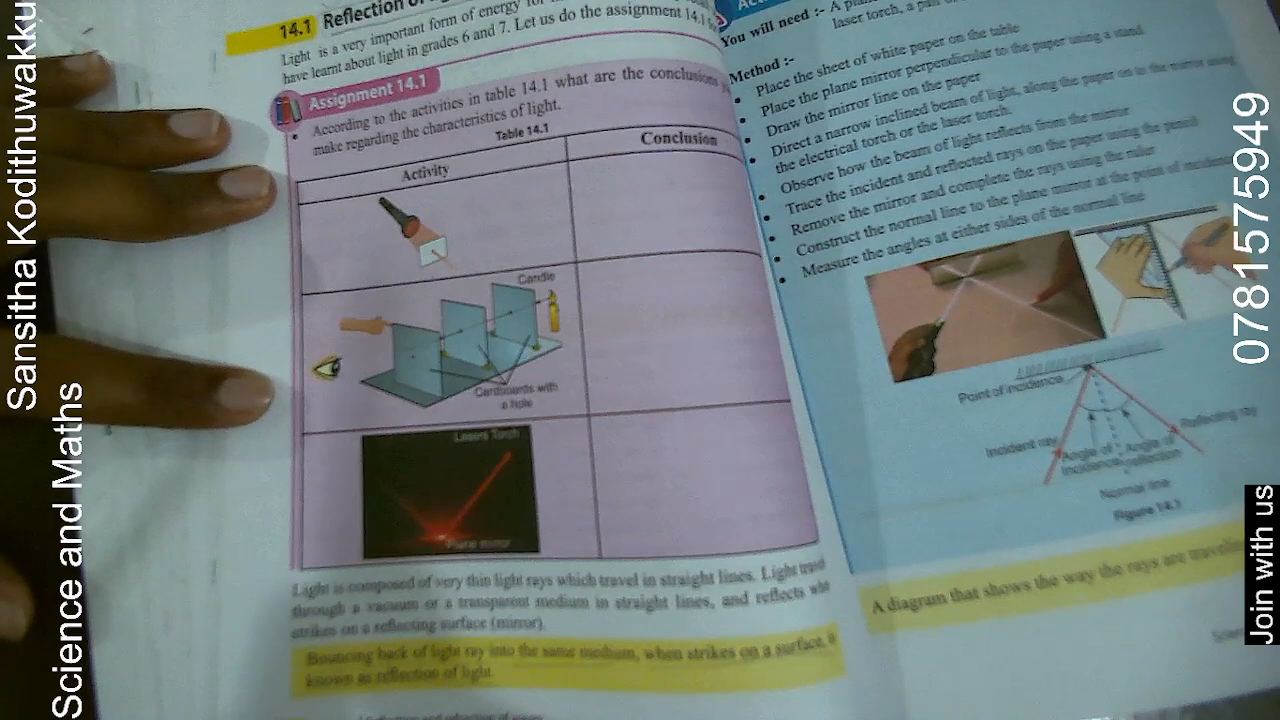 Sansitha Kodithuwakku
Science and Maths
14.1 Reflection of
Light is a very important form of energy for
have learnt about light in grades 6 and 7. Let us do the assignment 14.1
Assignment 14.1
• According to the activities in table 14.1 what are the conclusions
make regarding the characteristics of light.
Table 14.1
Activity
Conclusion
Candle
Cardboards with
a hole
Lasers Torch
Plane mirror
Light is composed of very thin light rays which travel in straight lines. Light
through a vacuum or a transparent medium in straight lines, and reflects
strikes on a reflecting surface (mirror).
Bouncing back of light ray into the same medium, when strikes on a surface,
known as reflection of light.
You will need :-
laser torch, a
Method :-
• Place the sheet of white paper on the table
• Place the plane mirror perpendicular to the paper using a stand.
• Draw the mirror line on the paper
• Direct a narrow inclined beam of light, along the paper on to the mirror using
the electrical torch or the laser torch.
• Observe how the beam of light reflects from the mirror
• Trace the incident and reflected rays on the paper using the pencil
• Remove the mirror and complete the rays using the ruler
• Construct the normal line to the plane mirror at the point of
• Measure the angles at either sides of the normal line
Point of incidence
Incident ray
Reflecting ray
Angle of
Incidence
Angle of
Normal line
Figure 14.1
A diagram that shows the way the rays are
0781575949
Join with us